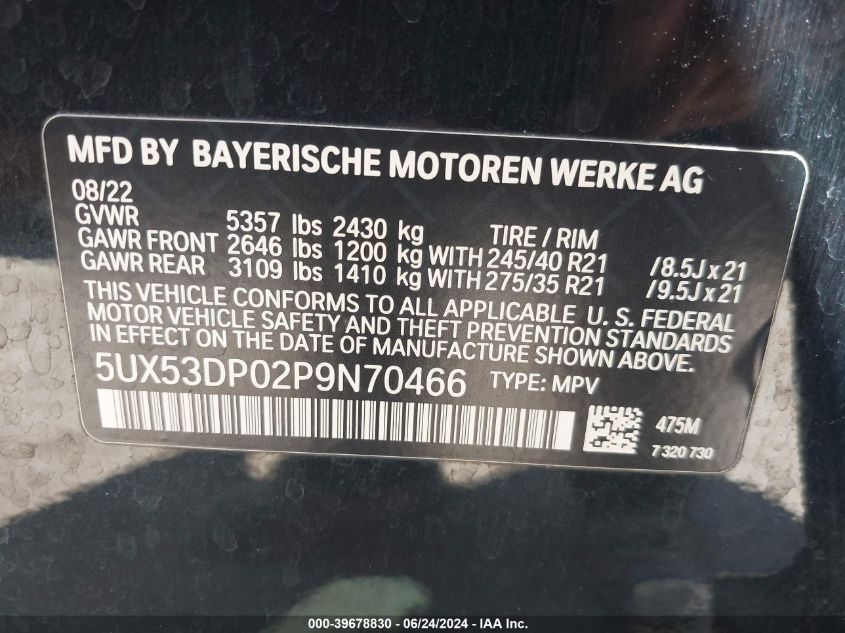 MFD BY BAYERISCHE MOTOREN WERKE AG
08/22
GVWR 5357 lbs 2430 kg TIRE / RIM
GAWR FRONT 2646 lbs 1200 kg WITH 245/40 R21 /8.5J x 21
GAWR REAR 3109 lbs 1410 kg WITH 275/35 R21 /9.5J x 21
THIS VEHICLE CONFORMS TO ALL APPLICABLE U. S. FEDERAL
MOTOR VEHICLE SAFETY AND THEFT PREVENTION STANDARDS
IN EFFECT ON THE DATE OF MANUFACTURE SHOWN ABOVE.
5UX53DP02P9N70466 TYPE: MPV
475M
7 320 730
000-39678830 - 06/24/2024 - IAA Inc.